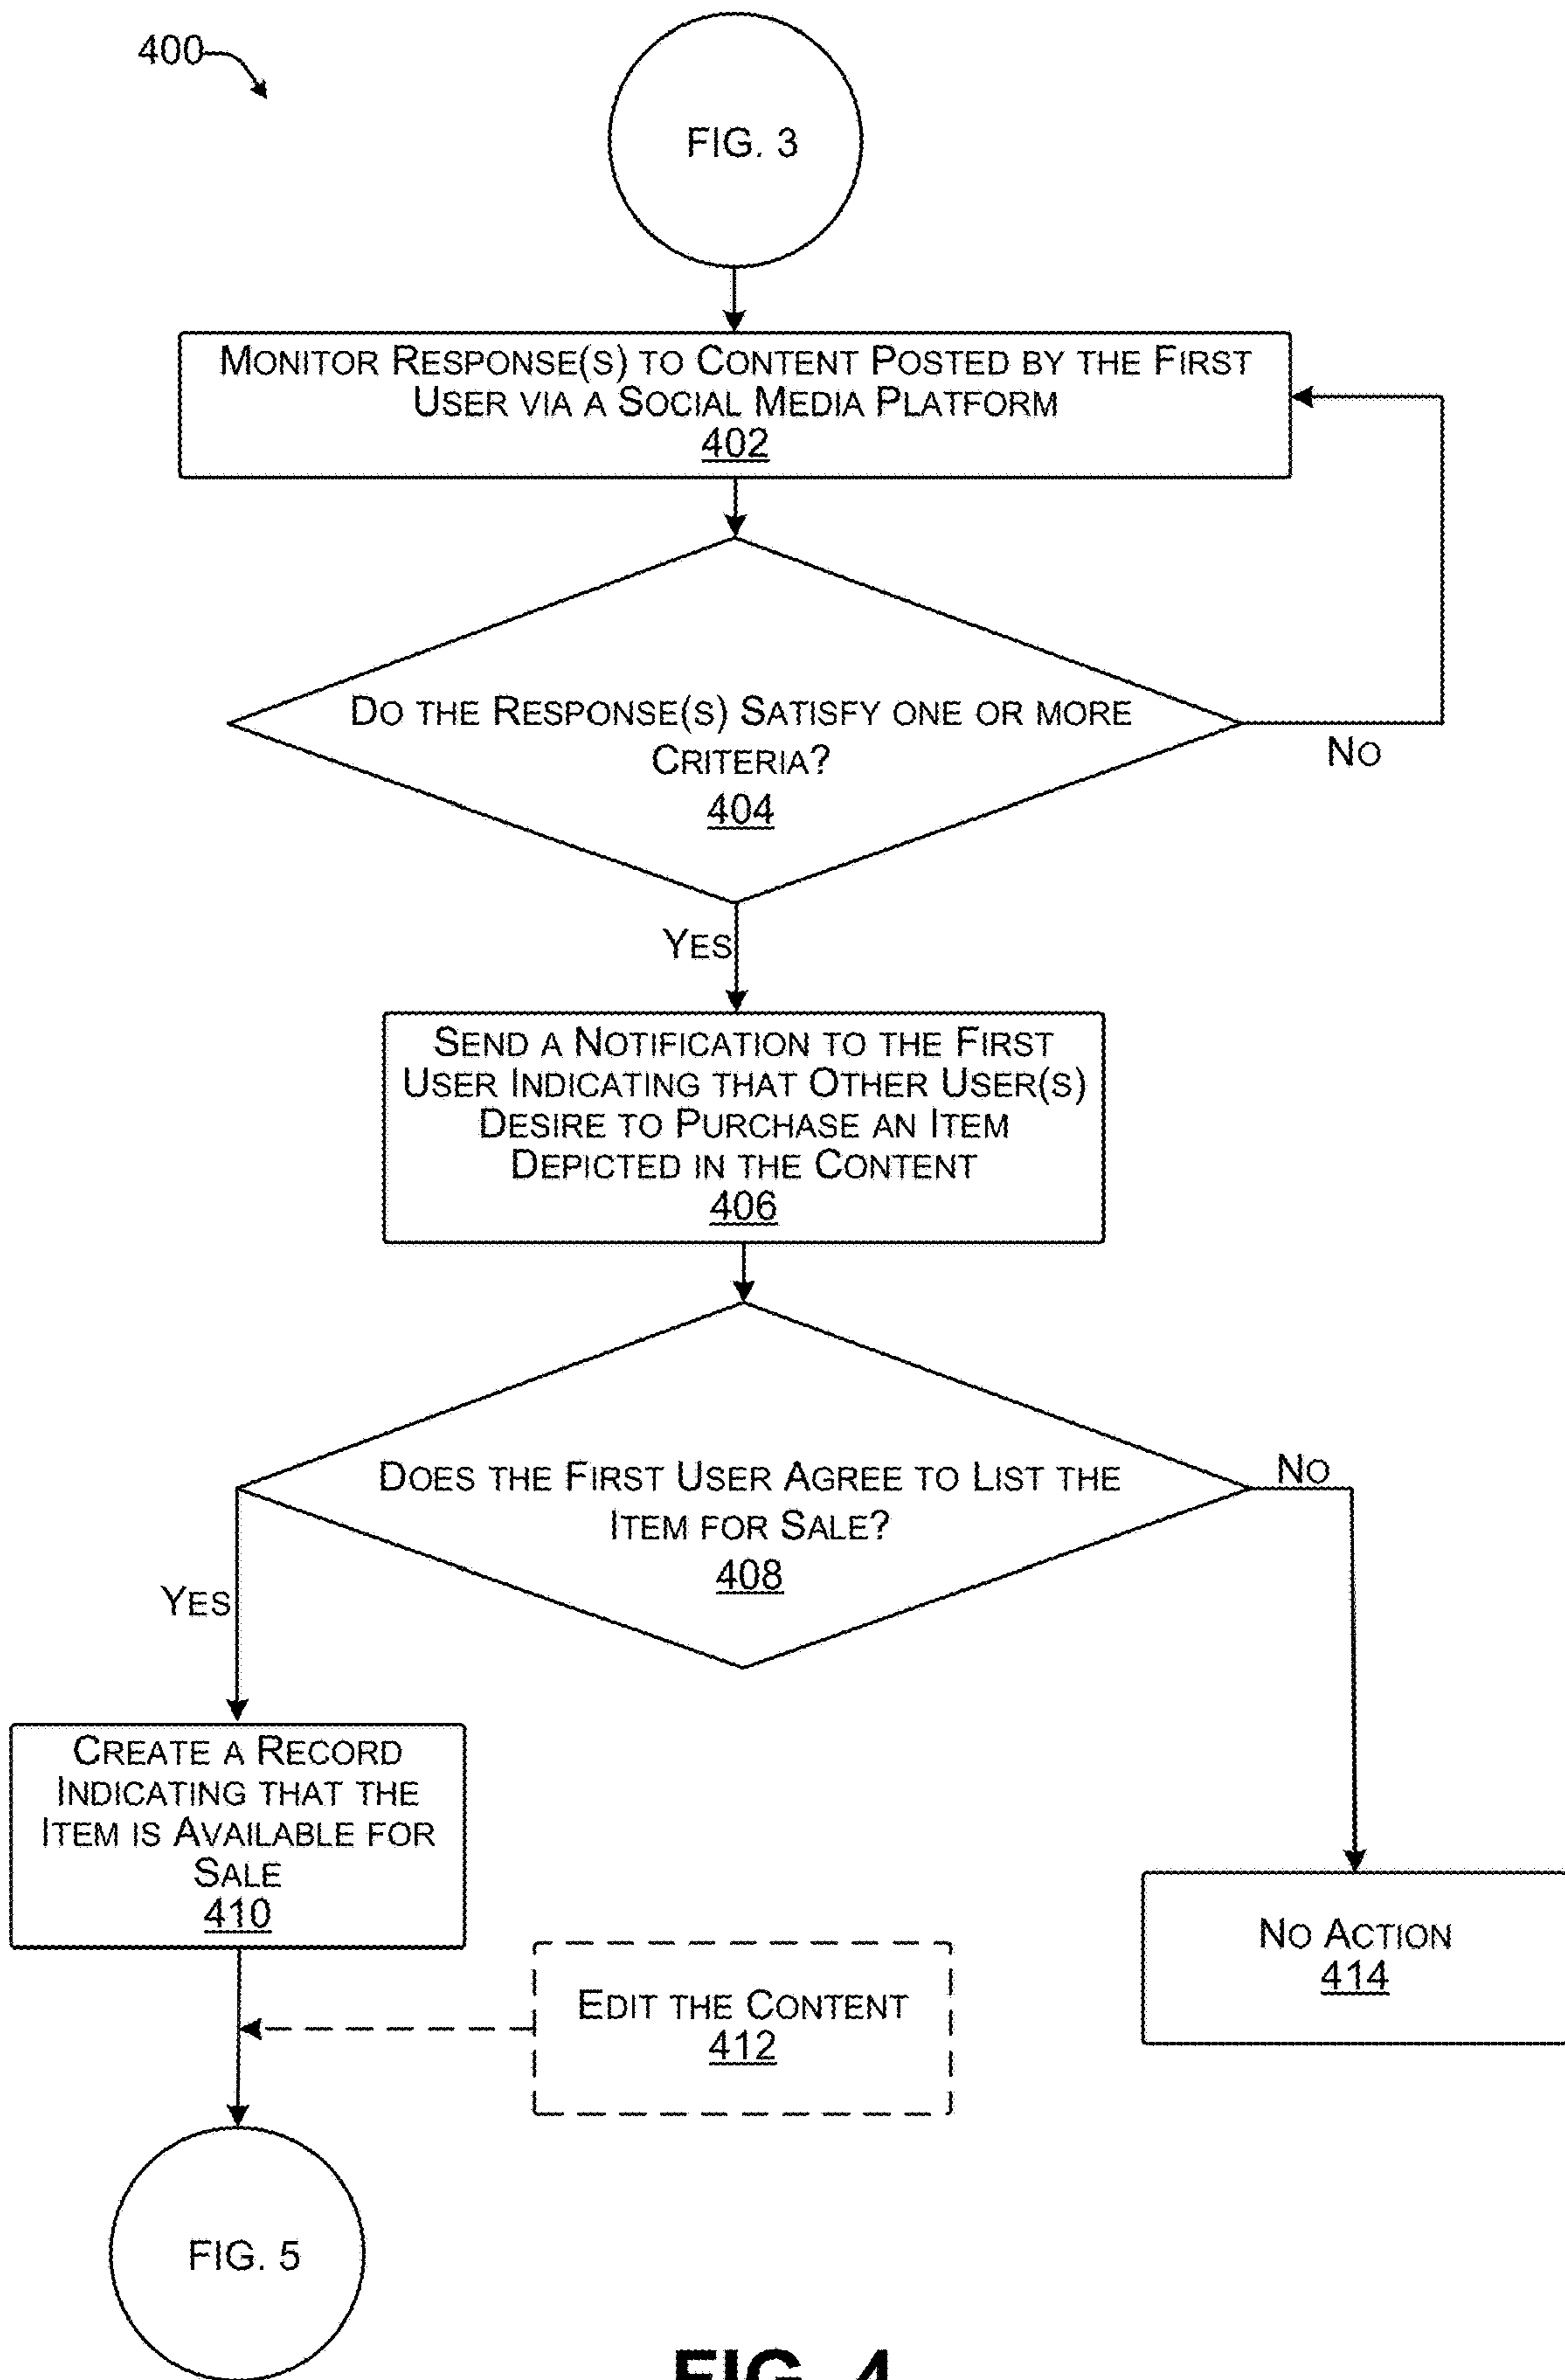 400
FIG. 3
MONITOR RESPONSE(S) TO CONTENT POSTED BY THE FIRST
USER VIA A SOCIAL MEDIA PLATFORM
402
DO THE RESPONSE(S) SATISFY ONE OR MORE
CRITERIA?
404
NO
YES
SEND A NOTIFICATION TO THE FIRST
USER INDICATING THAT OTHER USER(S)
DESIRE TO PURCHASE AN ITEM
DEPICTED IN THE CONTENT
406
DOES THE FIRST USER AGREE TO LIST THE
ITEM FOR SALE?
408
NO
YES
CREATE A RECORD
INDICATING THAT THE
ITEM IS AVAILABLE FOR
SALE
410
EDIT THE CONTENT
412
NO ACTION
414
FIG. 5
FIG. 4